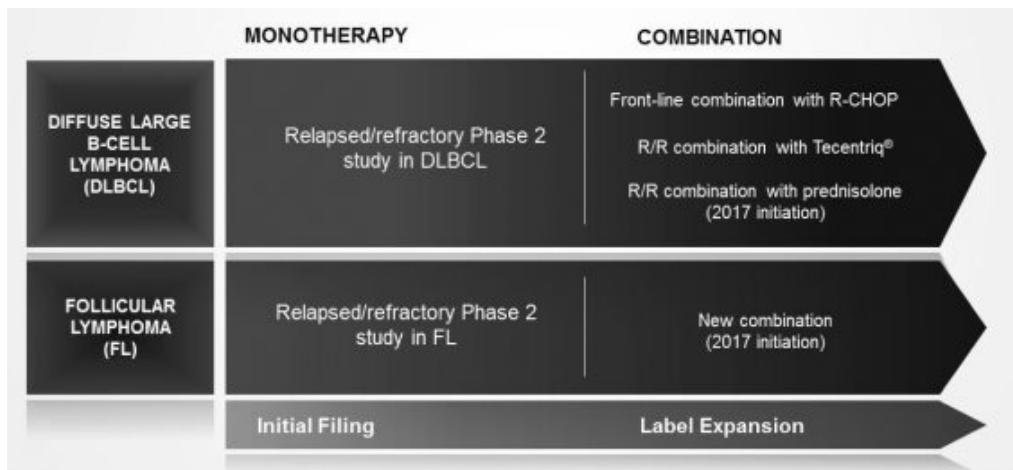 MONOTHERAPY
COMBINATION
DIFFUSE LARGE
B-CELL
LYMPHOMA
(DLBCL)
Relapsed/refractory Phase 2
study in DLBCL
Front-line combination with R-CHOP
R/R combination with Tecentriq®
R/R combination with prednisolone
(2017 initiation)
FOLLICULAR
LYMPHOMA
(FL)
Relapsed/refractory Phase 2
study in FL
New combination
(2017 initiation)
Initial Filing
Label Expansion